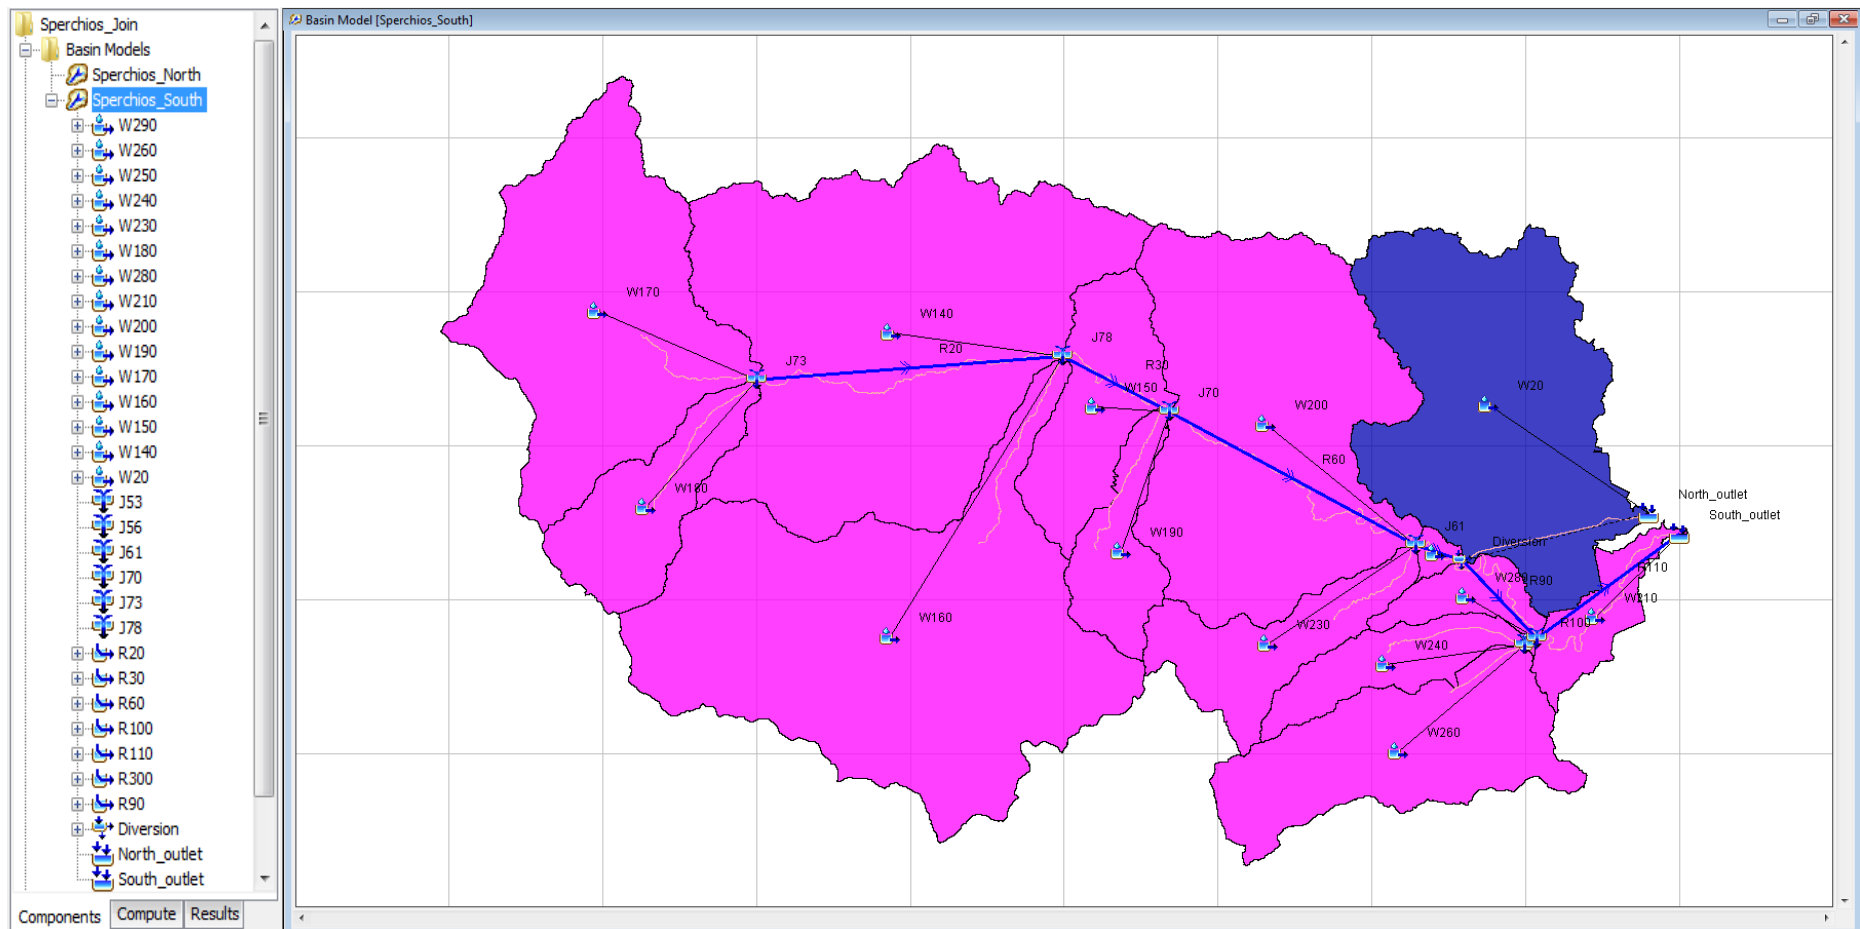 Sperchios_Join
Basin Models
Sperchios_North
Sperchios_South
W290
W260
W250
W240
W230
W180
W280
W210
W200
W190
W170
W160
W150
W140
W20
J53
J56
J61
J70
J73
J78
R20
R30
R60
R100
R110
R300
R90
Diversion
North_outlet
South_outlet
Components Compute Results
Basin Model [Sperchios_South]
W170
W140
J78
J73
R20
R30
W150
J70
W200
W20
R60
W180
North_outlet
South_outlet
W190
J61
Diversion
R110
W280
R90
W210
W160
W230
R100
W240
W260